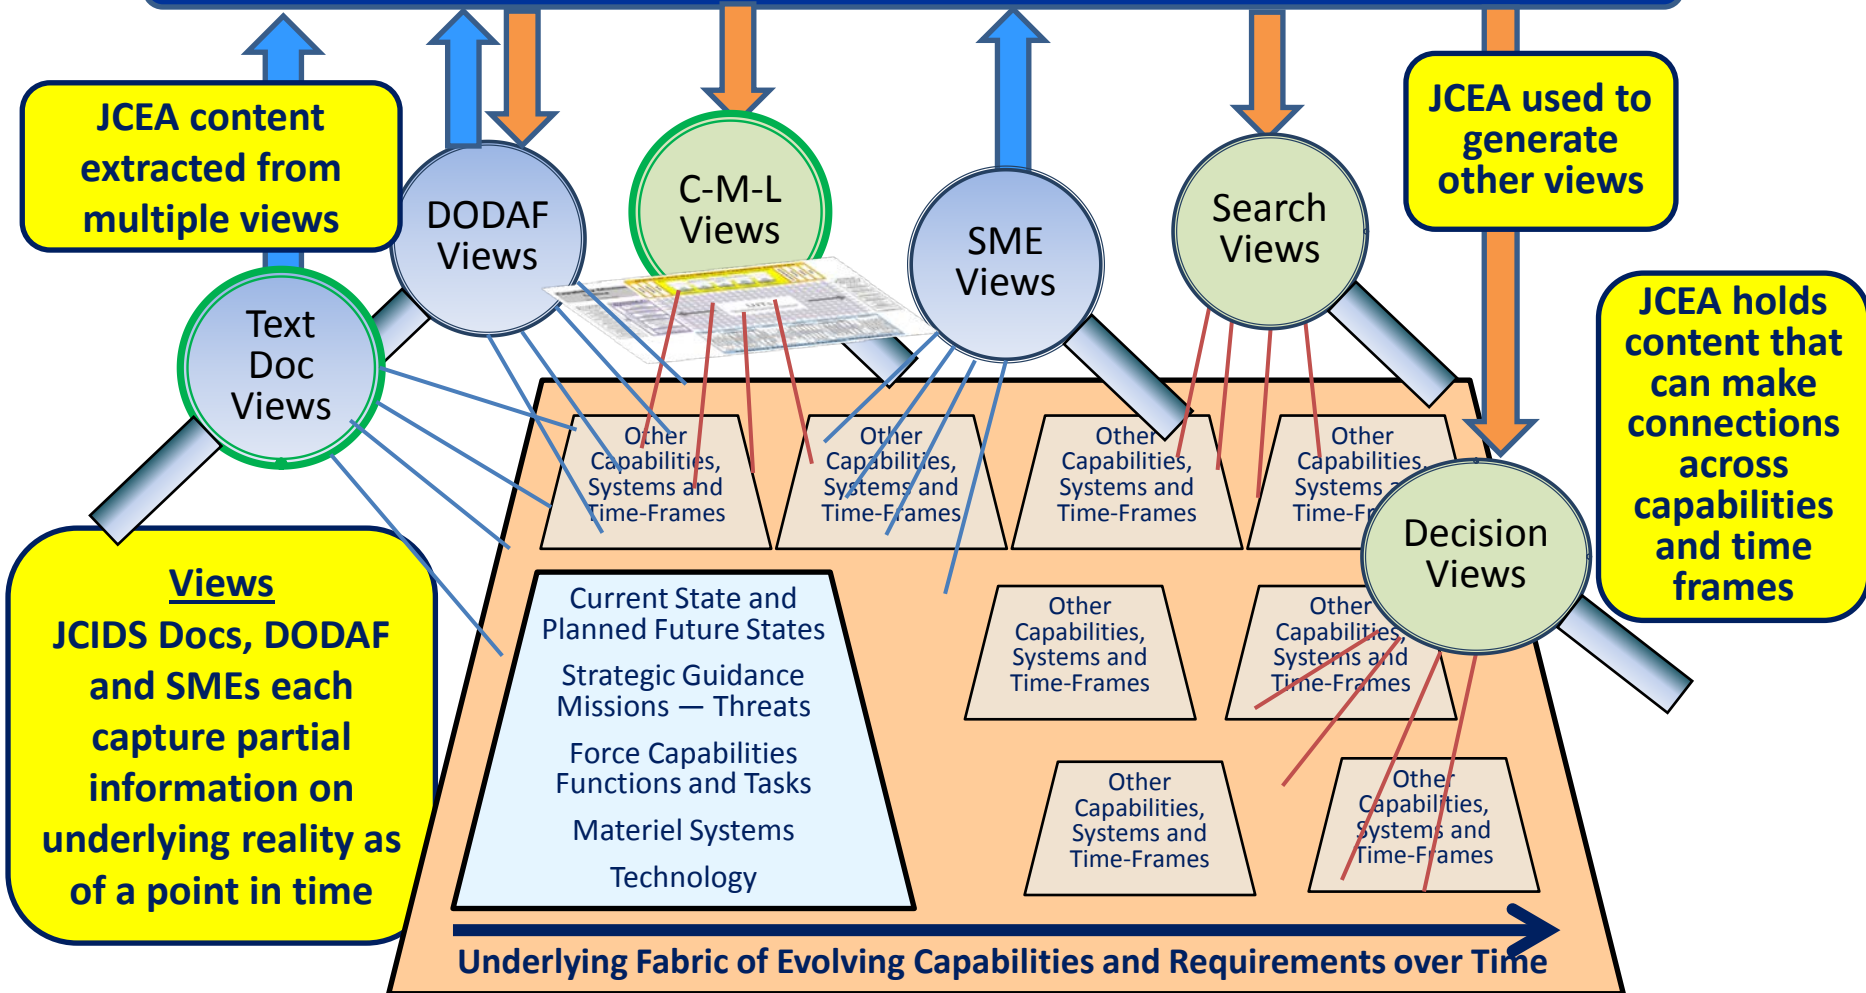 JCEA content
extracted from
multiple views
DODAF
Views
C-M-L
Views
SME
Views
Search
Views
JCEA used to
generate
other views
Text
Doc
Views
JCEA holds
content that
can make
connections
across
capabilities
and time
frames
Decision
Views
Views
JCIDS Docs, DODAF
and SMEs each
capture partial
information on
underlying reality as
of a point in time
Other
Capabilities,
Systems and
Time-Frames
Other
Capabilities,
Systems and
Time-Frames
Other
Capabilities,
Systems and
Time-Frames
Other
Capabilities,
Systems
Current State and
Planned Future States
Strategic Guidance
Missions — Threats
Force Capabilities
Functions and Tasks
Materiel Systems
Technology
Other
Capabilities,
Systems and
Time-Frames
Other
Capabilities,
Systems and
Time-Frames
Other
Capabilities,
Systems and
Time-Frames
Other
Capabilities,
Systems and
Time-Frames
Underlying Fabric of Evolving Capabilities and Requirements over Time